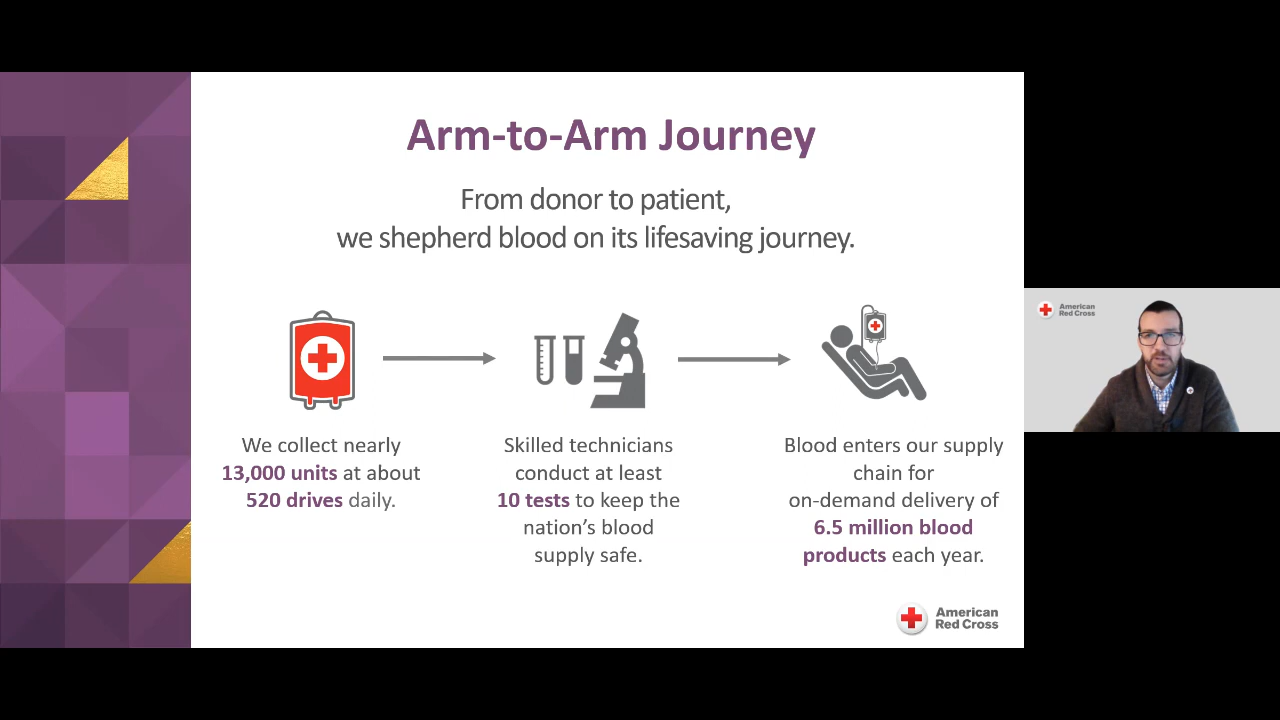 Arm-to-Arm Journey
From donor to patient,
we shepherd blood on its lifesaving journey.
We collect nearly
13,000 units at about
520 drives daily.
Skilled technicians
conduct at least
10 tests to keep the
nation's blood
supply safe.
Blood enters our supply
chain for
on-demand delivery of
6.5 million blood
products each year.
American
Red Cross
American
Red Cross